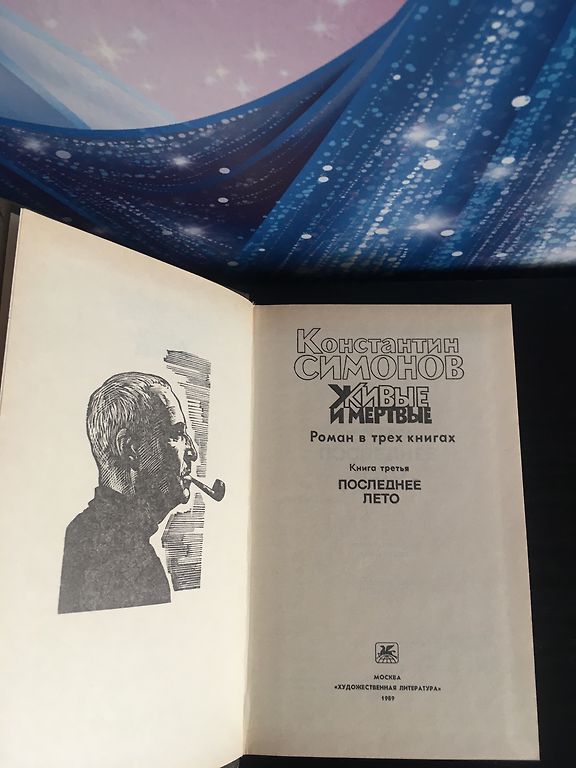 Константин
СИМОНОВ
ЖИВЫЕ
И МЕРТВЫЕ
Роман в трех книгах
Книга третья
ПОСЛЕДНЕЕ
ЛЕТО
МОСКВА
«ХУДОЖЕСТВЕННАЯ ЛИТЕРАТУРА»
1989